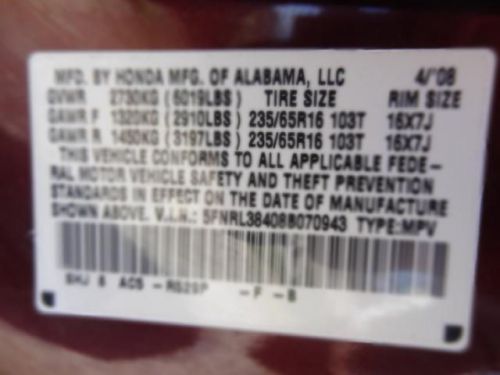 MFD. BY HONDA MFG. OF ALABAMA, LLC 4/'08
GVWR 2730KG (6019LBS) TIRE SIZE RIM SIZE
GAWR F 1320KG (2910LBS) 235/65R16 103T 16X7J
GAWR R 1450KG (3197LBS) 235/65R16 103T 16X7J
THIS VEHICLE CONFORMS TO ALL APPLICABLE FEDE-
RAL MOTOR VEHICLE SAFETY AND THEFT PREVENTION
STANDARDS IN EFFECT ON THE DATE OF MANUFACTURE
SHOWN ABOVE. V.I.N.: 5FNRL38408B070943 TYPE:MPV
SHJ - F - B